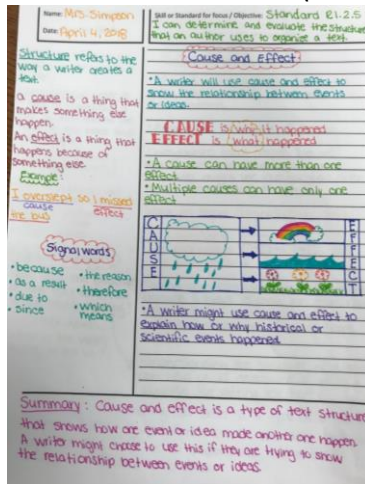 Name: Mrs. Simpson
Date: April 4, 2018
Skill or Standard for Focus / Objective: Standard R1.2.5
I can determine and evaluate the structure
that an author uses to organize a text.
Structure refers to the
way a writer creates a
text.
a cause is a thing that
makes something else
happen.
An effect is a thing that
happens because of
something else.
Example:
I overslept so I missed
cause effect
the bus
Signal words
• because
• as a result
• due to
• since
• the reason
• therefore
• which
means
Cause and Effect
• A writer will use cause and effect to
show the relationship between events
or ideas.
CAUSE is why it happened
EFFECT is what happened
• A cause can have more than one
effect
• Multiple causes can have only one
effect
CAUSE
EFFECT
• A writer might use cause and effect to
explain how or why historical or
scientific events happened.
Summary: Cause and effect is a type of text structure
that shows how one event or idea made another one happen.
A writer might choose to use this if they are trying to show
the relationship between events or ideas.